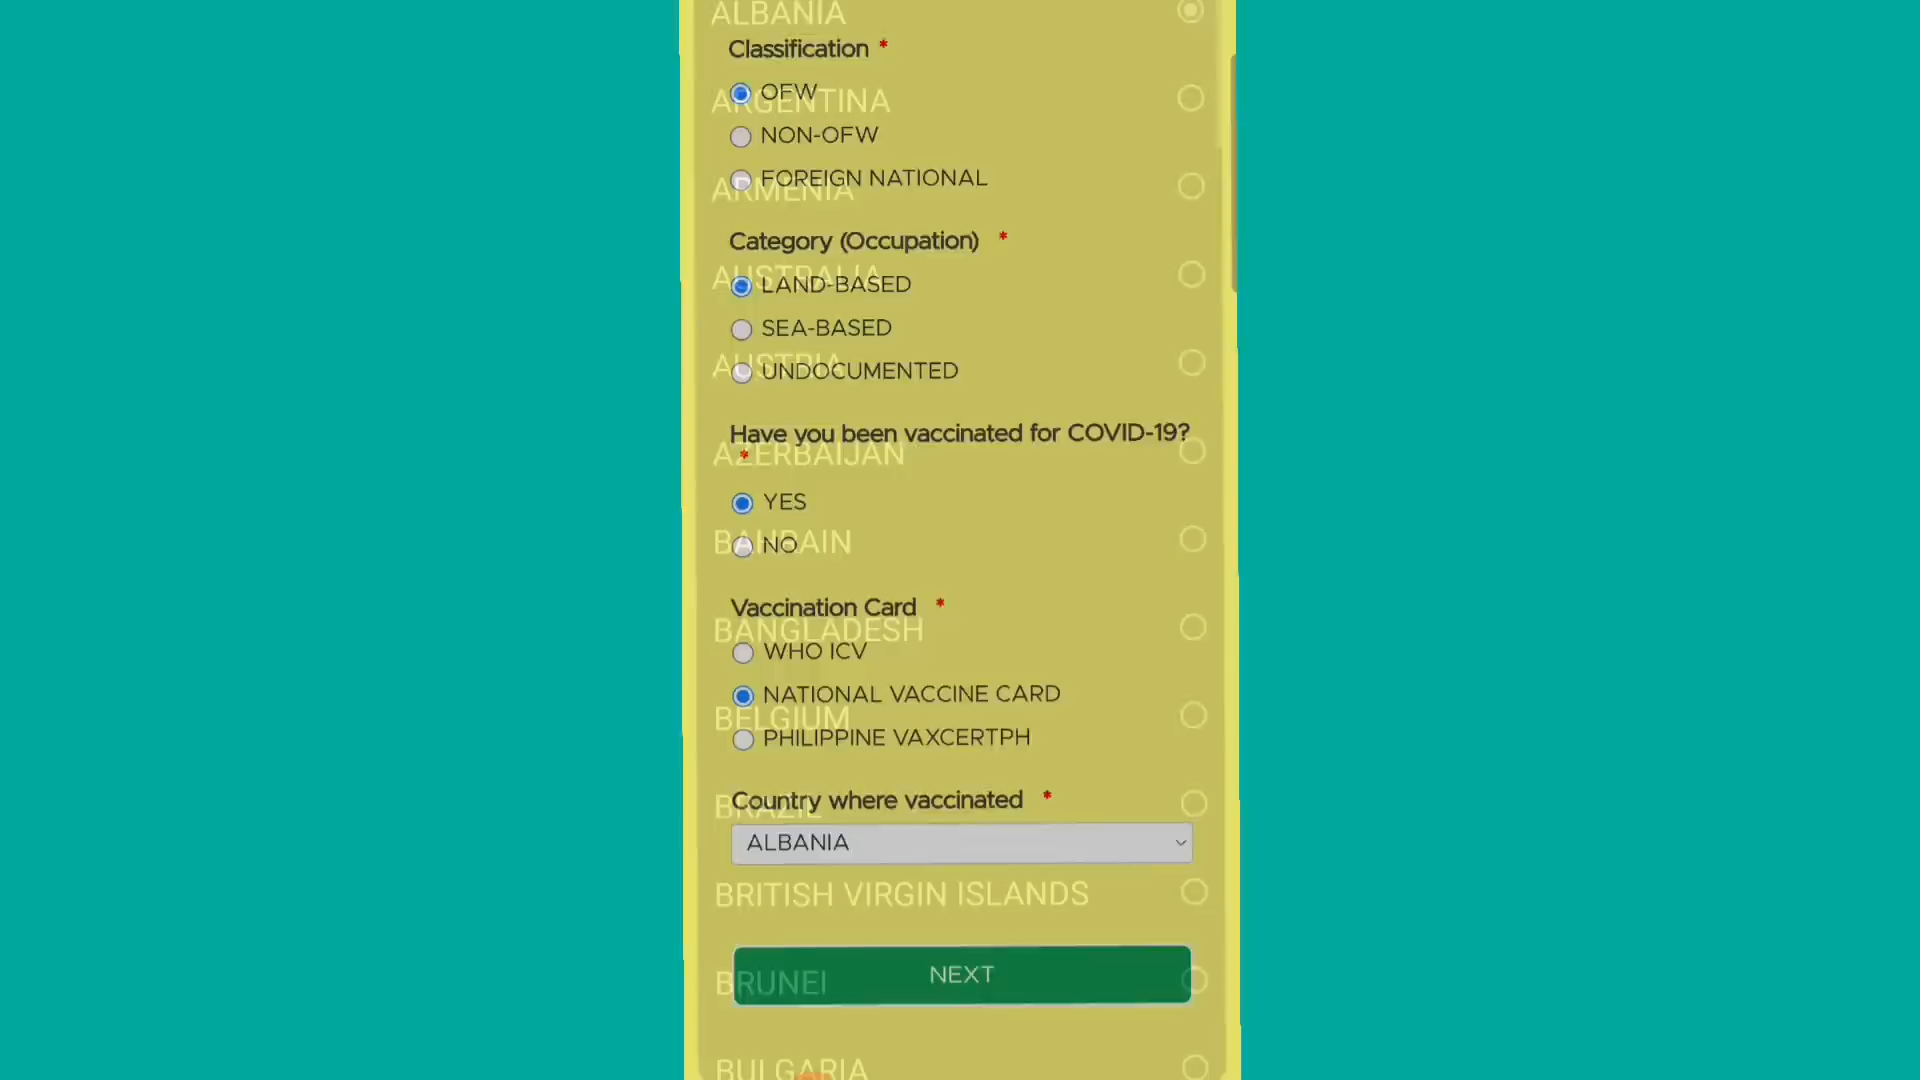 ALBANIA
Classification *
OFW
ARGENTINA
NON-OFW
FOREIGN NATIONAL
ARMENIA
Category (Occupation) *
AUSTRALIA
LAND-BASED
SEA-BASED
AUSTRIA
UNDOCUMENTED
Have you been vaccinated for COVID-19?
*
AZERBAIJAN
YES
BAHRAIN
NO
Vaccination Card *
BANGLADESH
WHO ICV
NATIONAL VACCINE CARD
BELGIUM
PHILIPPINE VAXCERTPH
Country where vaccinated *
BRAZIL
ALBANIA
BRITISH VIRGIN ISLANDS
NEXT
BRUNEI
BULGARIA